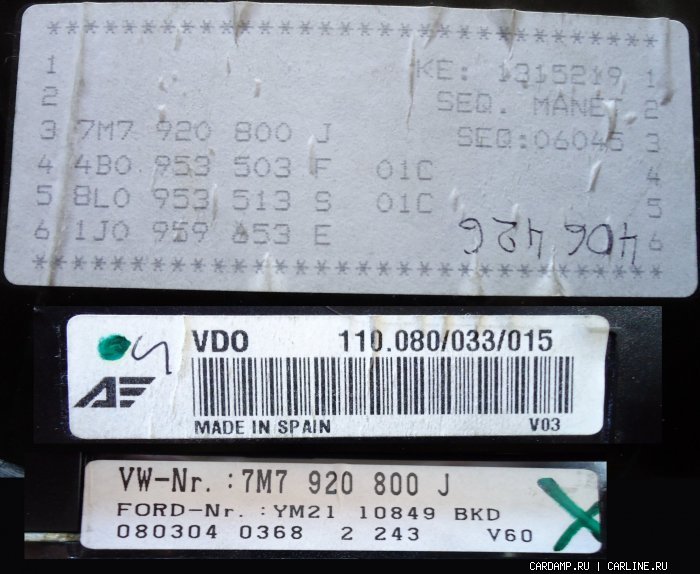 ************************************
1 KE: 1315219 1
2 SEQ. MANET 2
3 7M7 920 800 J SEQ:06045 3
4 4B0 953 503 F 01C 4
5 8L0 953 513 S 01C 5
6 1J0 959 653 E 6
406 426
************************************
VDO 110.080/033/015
MADE IN SPAIN V03
VW-Nr. :7M7 920 800 J
FORD-Nr. :YM21 10849 BKD
080304 0368 2 243 V60
CARDAMP.RU | CARLINE.RU